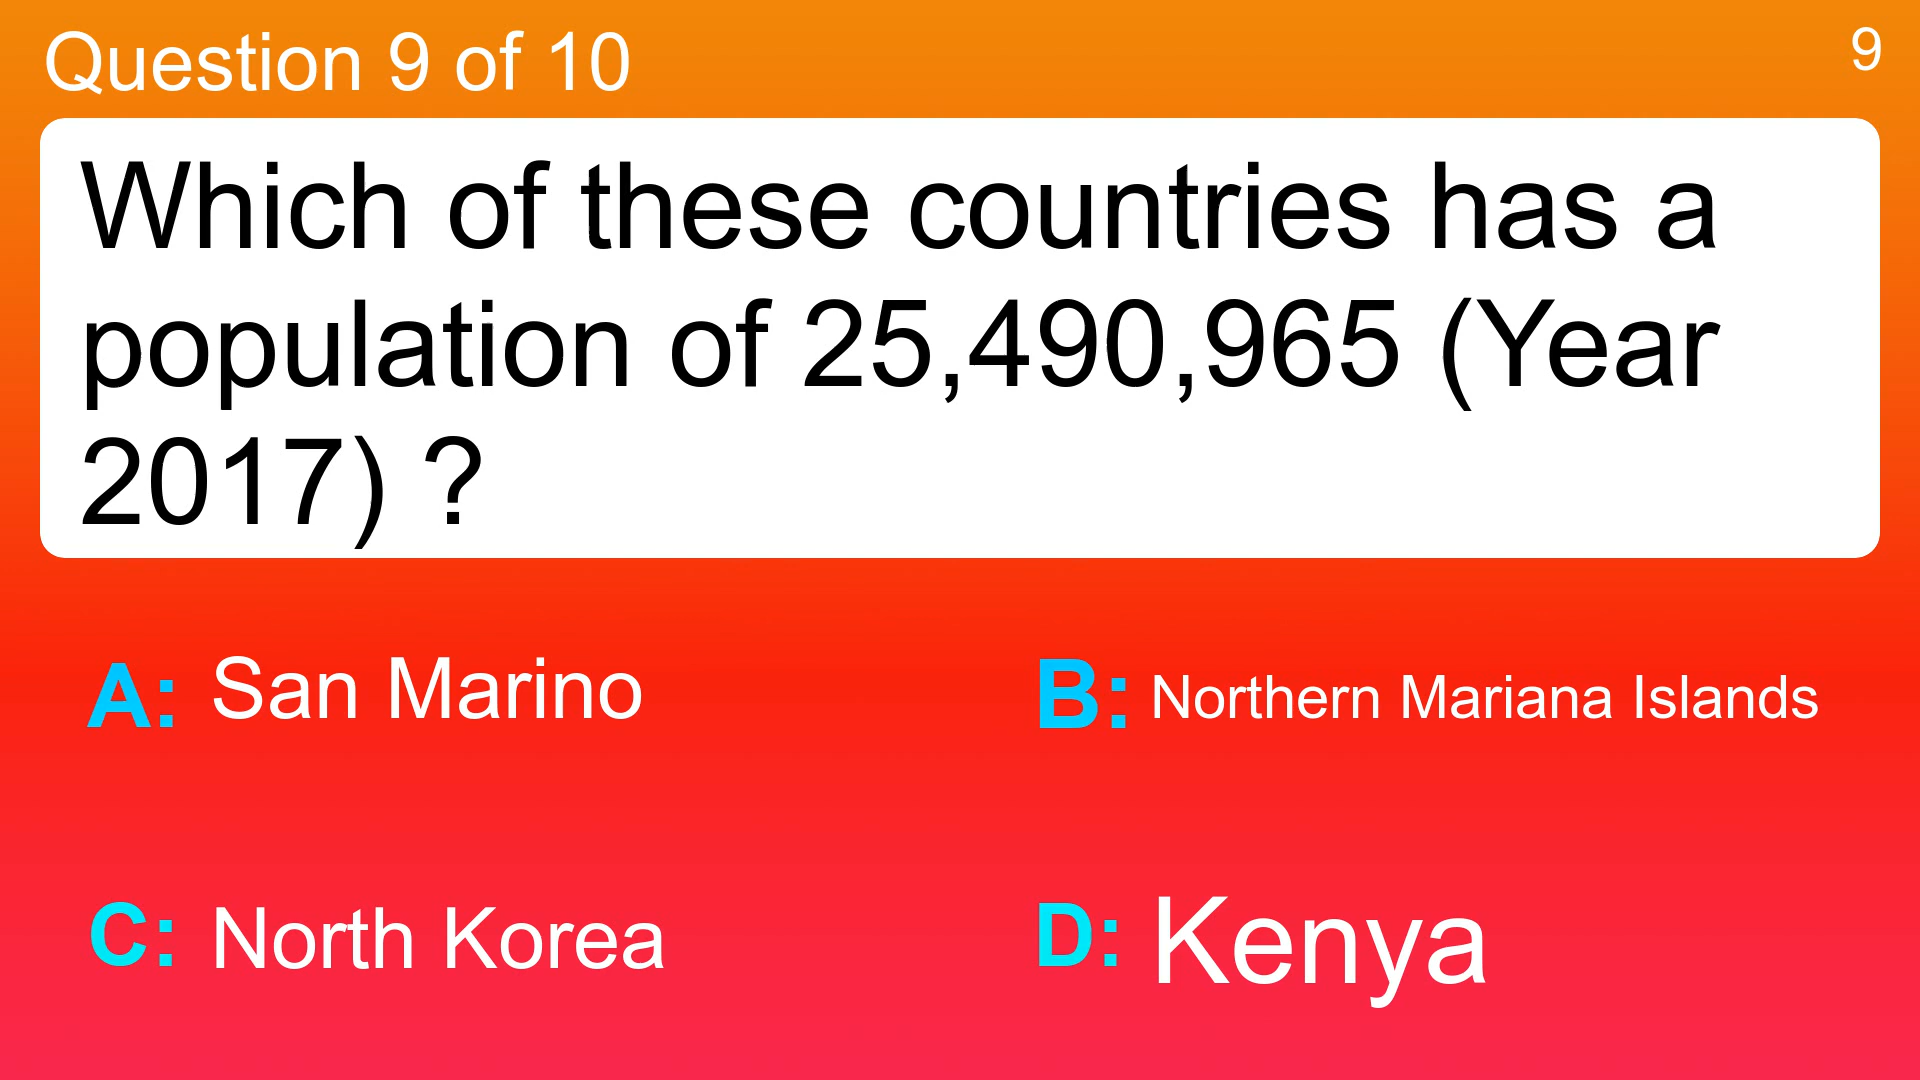 Question 9 of 10
9
Which of these countries has a
population of 25,490,965 (Year
2017) ?
A: San Marino
B: Northern Mariana Islands
C: North Korea
D: Kenya